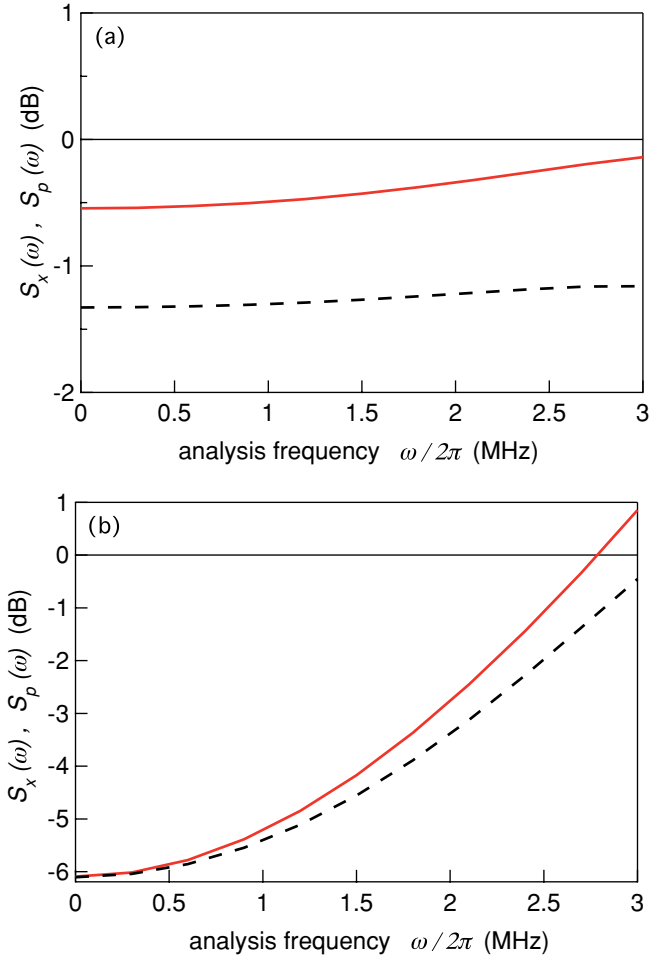 1
(a)
0
-1
-2
S_x(ω), S_p(ω) (dB)
0 0.5 1 1.5 2 2.5 3
analysis frequency ω/2π (MHz)
1
(b)
0
-1
-2
-3
-4
-5
-6
S_x(ω), S_p(ω) (dB)
0 0.5 1 1.5 2 2.5 3
analysis frequency ω/2π (MHz)